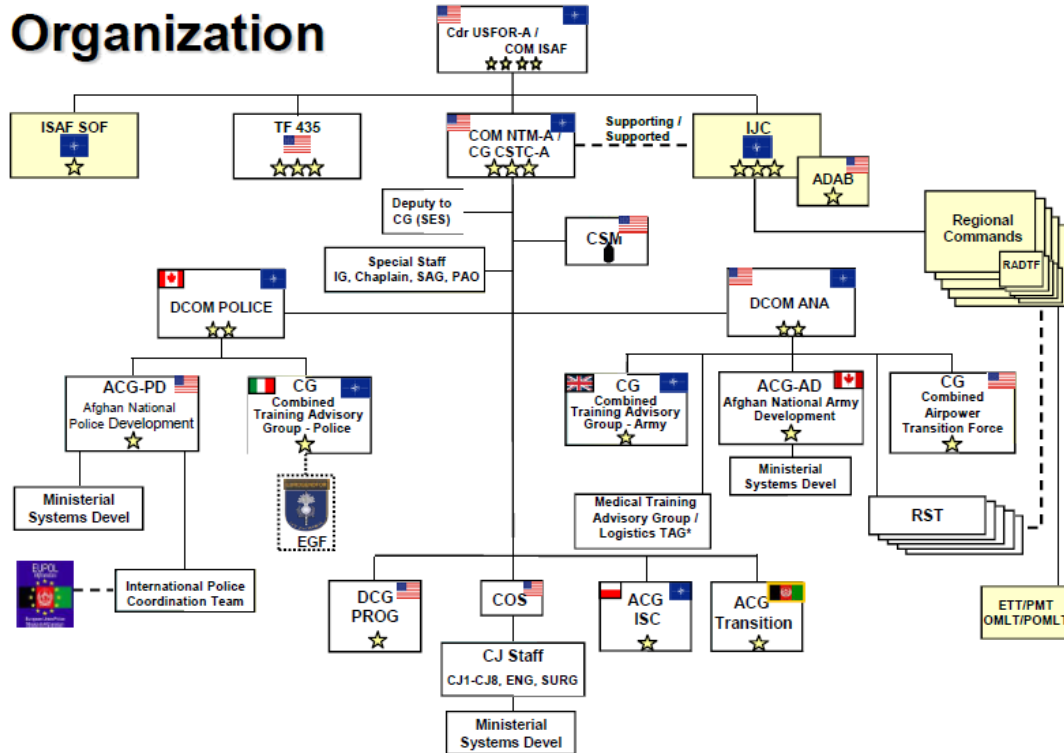 Organization
Cdr USFOR-A /
COM ISAF
ISAF SOF
TF 435
COM NTM-A /
CG CSTC-A
Supporting /
Supported
IJC
ADAB
Deputy to
CG (SES)
CSM
Regional
Commands
RADTF
Special Staff
IG, Chaplain, SAG, PAO
DCOM POLICE
DCOM ANA
ACG-PD
Afghan National
Police Development
CG
Combined
Training Advisory
Group - Police
CG
Combined
Training Advisory
Group - Army
ACG-AD
Afghan National Army
Development
CG
Combined
Airpower
Transition Force
Ministerial
Systems Devel
EGF
Ministerial
Systems Devel
Medical Training
Advisory Group /
Logistics TAG*
RST
EUPOL
International Police
Coordination Team
DCG
PROG
COS
ACG
ISC
ACG
Transition
ETT/PMT
OMLT/POMLT
CJ Staff
CJ1-CJ8, ENG, SURG
Ministerial
Systems Devel